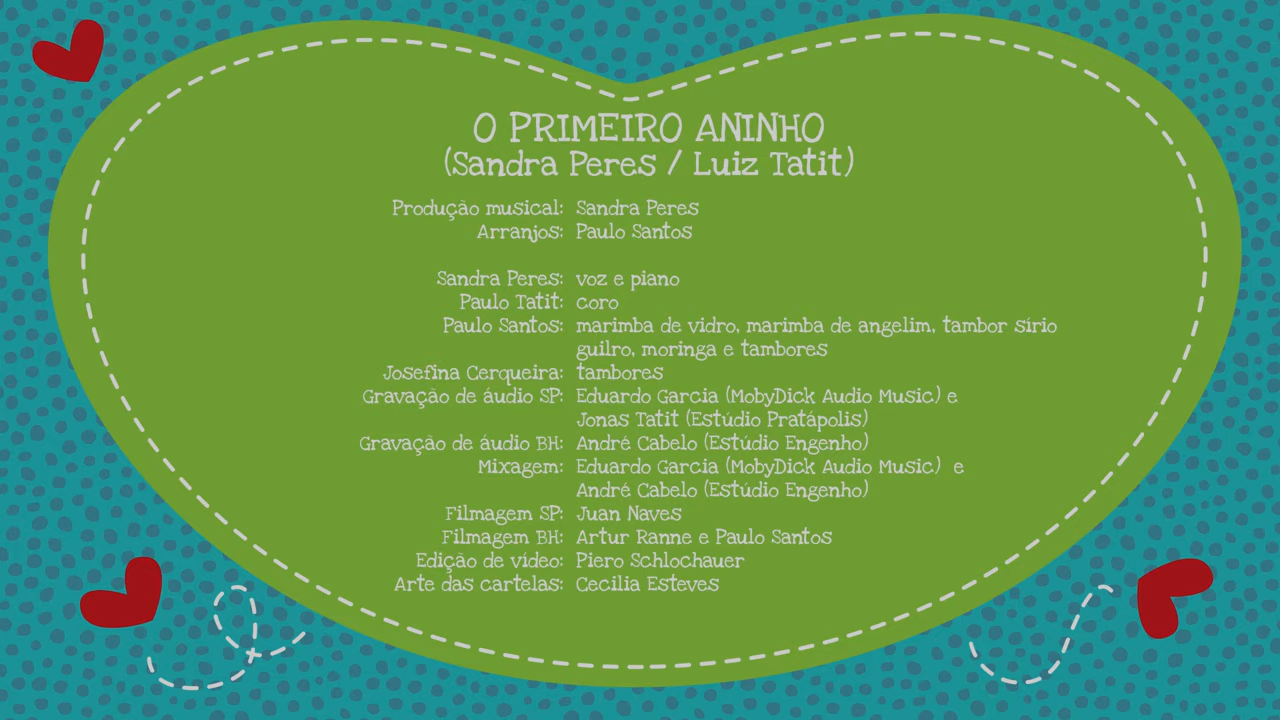 O PRIMEIRO ANINHO
(Sandra Peres / Luiz Tatit)
Produção musical: Sandra Peres
Arranjos: Paulo Santos
Sandra Peres: voz e piano
Paulo Tatit: coro
Paulo Santos: marimba de vidro, marimba de angelim, tambor sírio
guilro, moringa e tambores
Josefina Cerqueira: tambores
Gravação de áudio SP: Eduardo Garcia (MobyDick Audio Music) e
Jonas Tatit (Estúdio Pratápolis)
Gravação de áudio BH: André Cabelo (Estúdio Engenho)
Mixagem: Eduardo Garcia (MobyDick Audio Music) e
André Cabelo (Estúdio Engenho)
Filmagem SP: Juan Naves
Filmagem BH: Artur Ranne e Paulo Santos
Edição de vídeo: Piero Schlochauer
Arte das cartelas: Cecilia Esteves